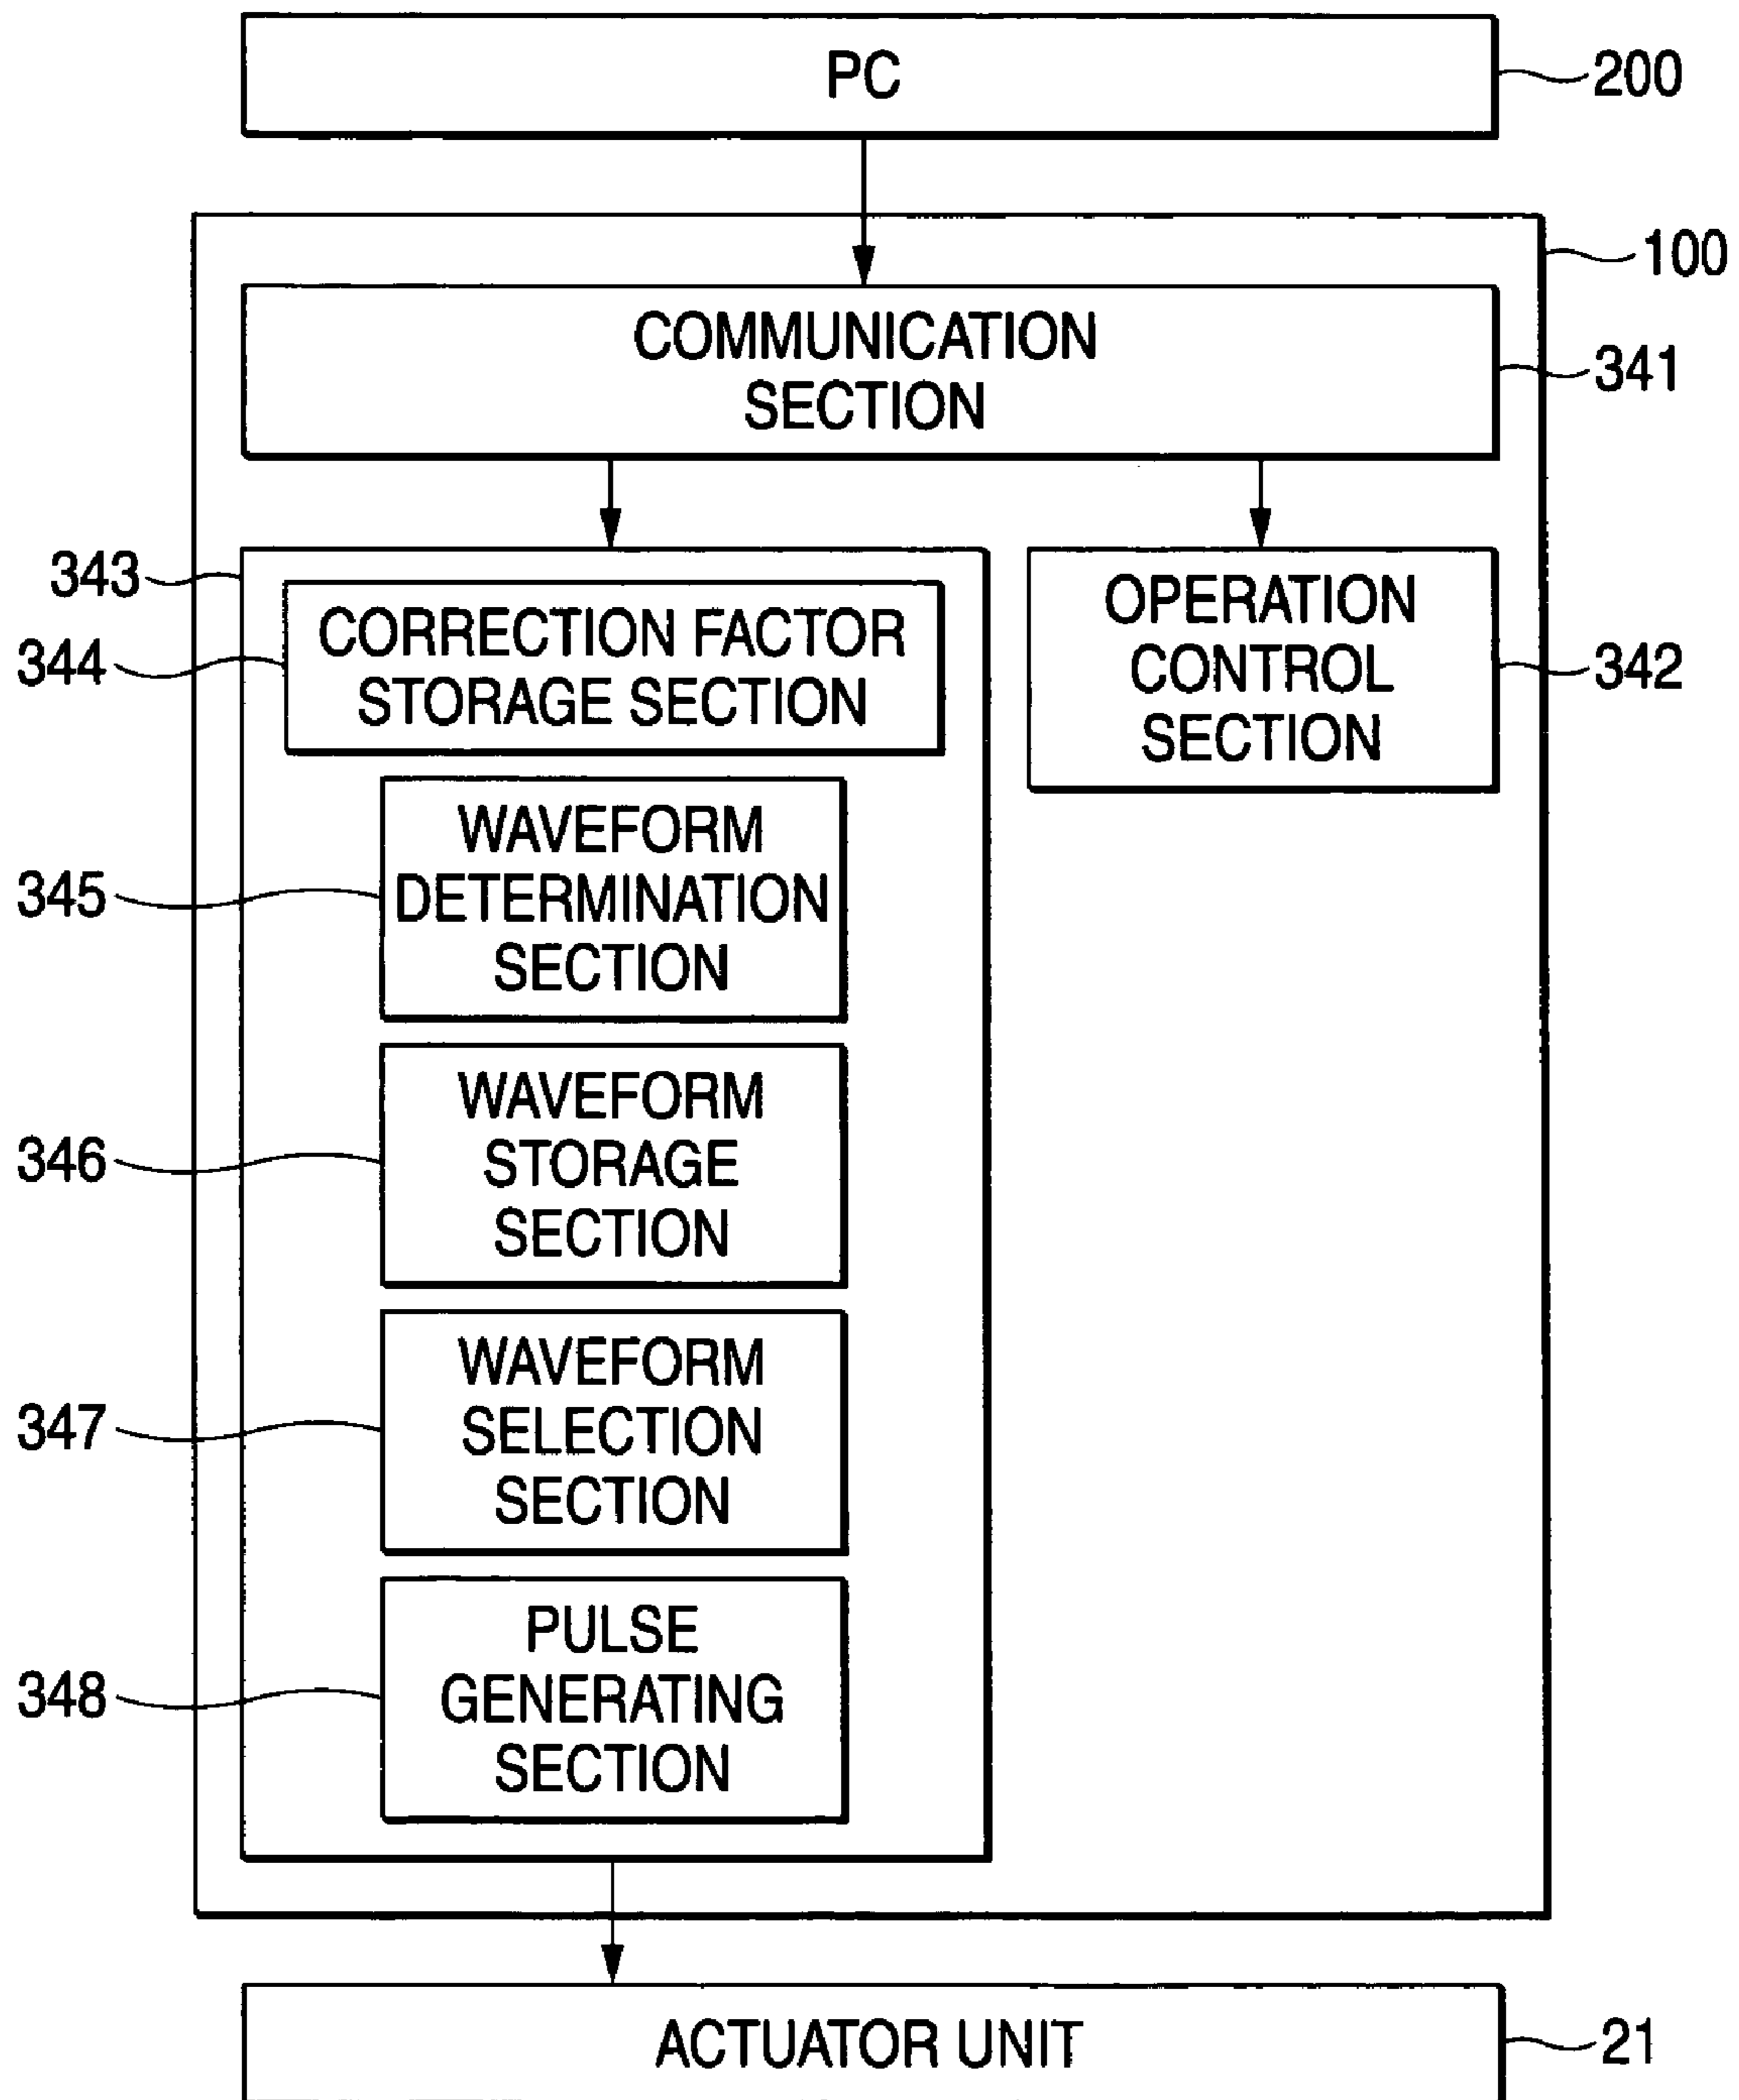 PC
200
100
COMMUNICATION
SECTION
341
343
CORRECTION FACTOR
STORAGE SECTION
344
OPERATION
CONTROL
SECTION
342
WAVEFORM
DETERMINATION
SECTION
345
WAVEFORM
STORAGE
SECTION
346
WAVEFORM
SELECTION
SECTION
347
PULSE
GENERATING
SECTION
348
ACTUATOR UNIT
21